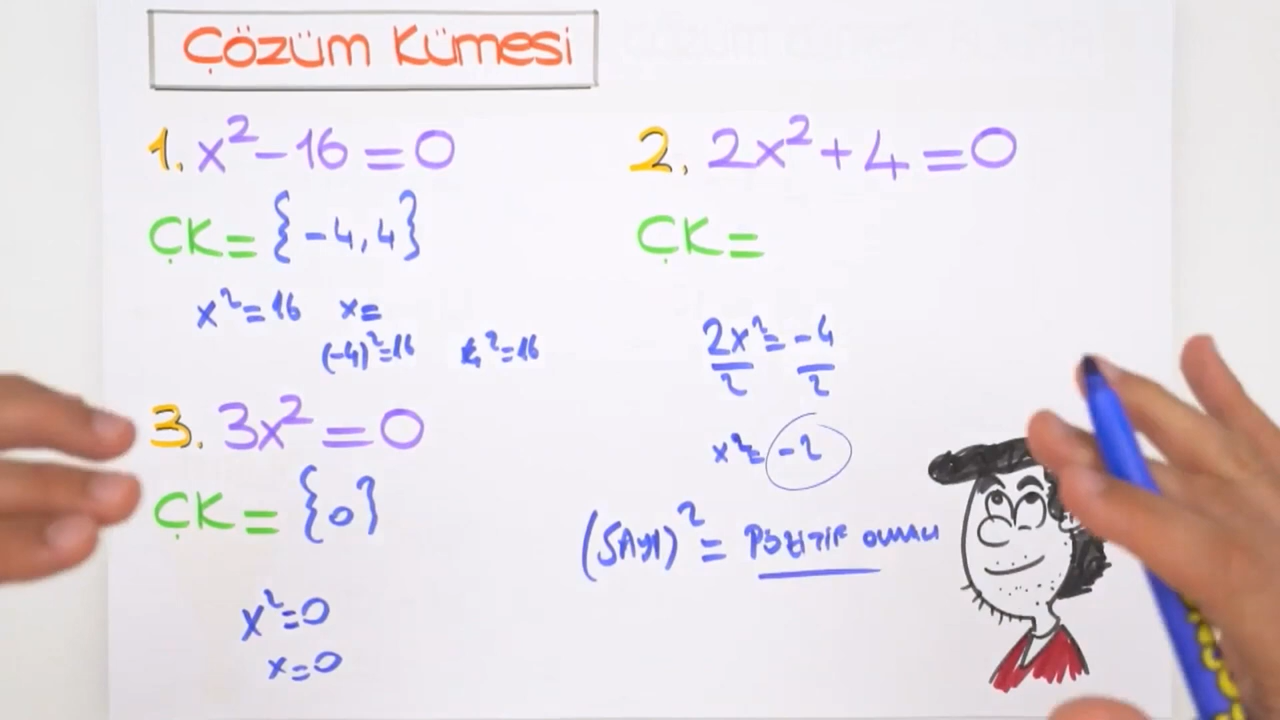 Çözüm Kümesi
1. x²-16=0
ÇK= {-4,4}
x²=16 x=
(-4)²=16 4²=16
3. 3x²=0
ÇK= {0}
x²=0
x=0
2. 2x²+4=0
ÇK=
2x²/2=-4/2
x²=-2
(SAYI)²= POZİTİF OLMALI